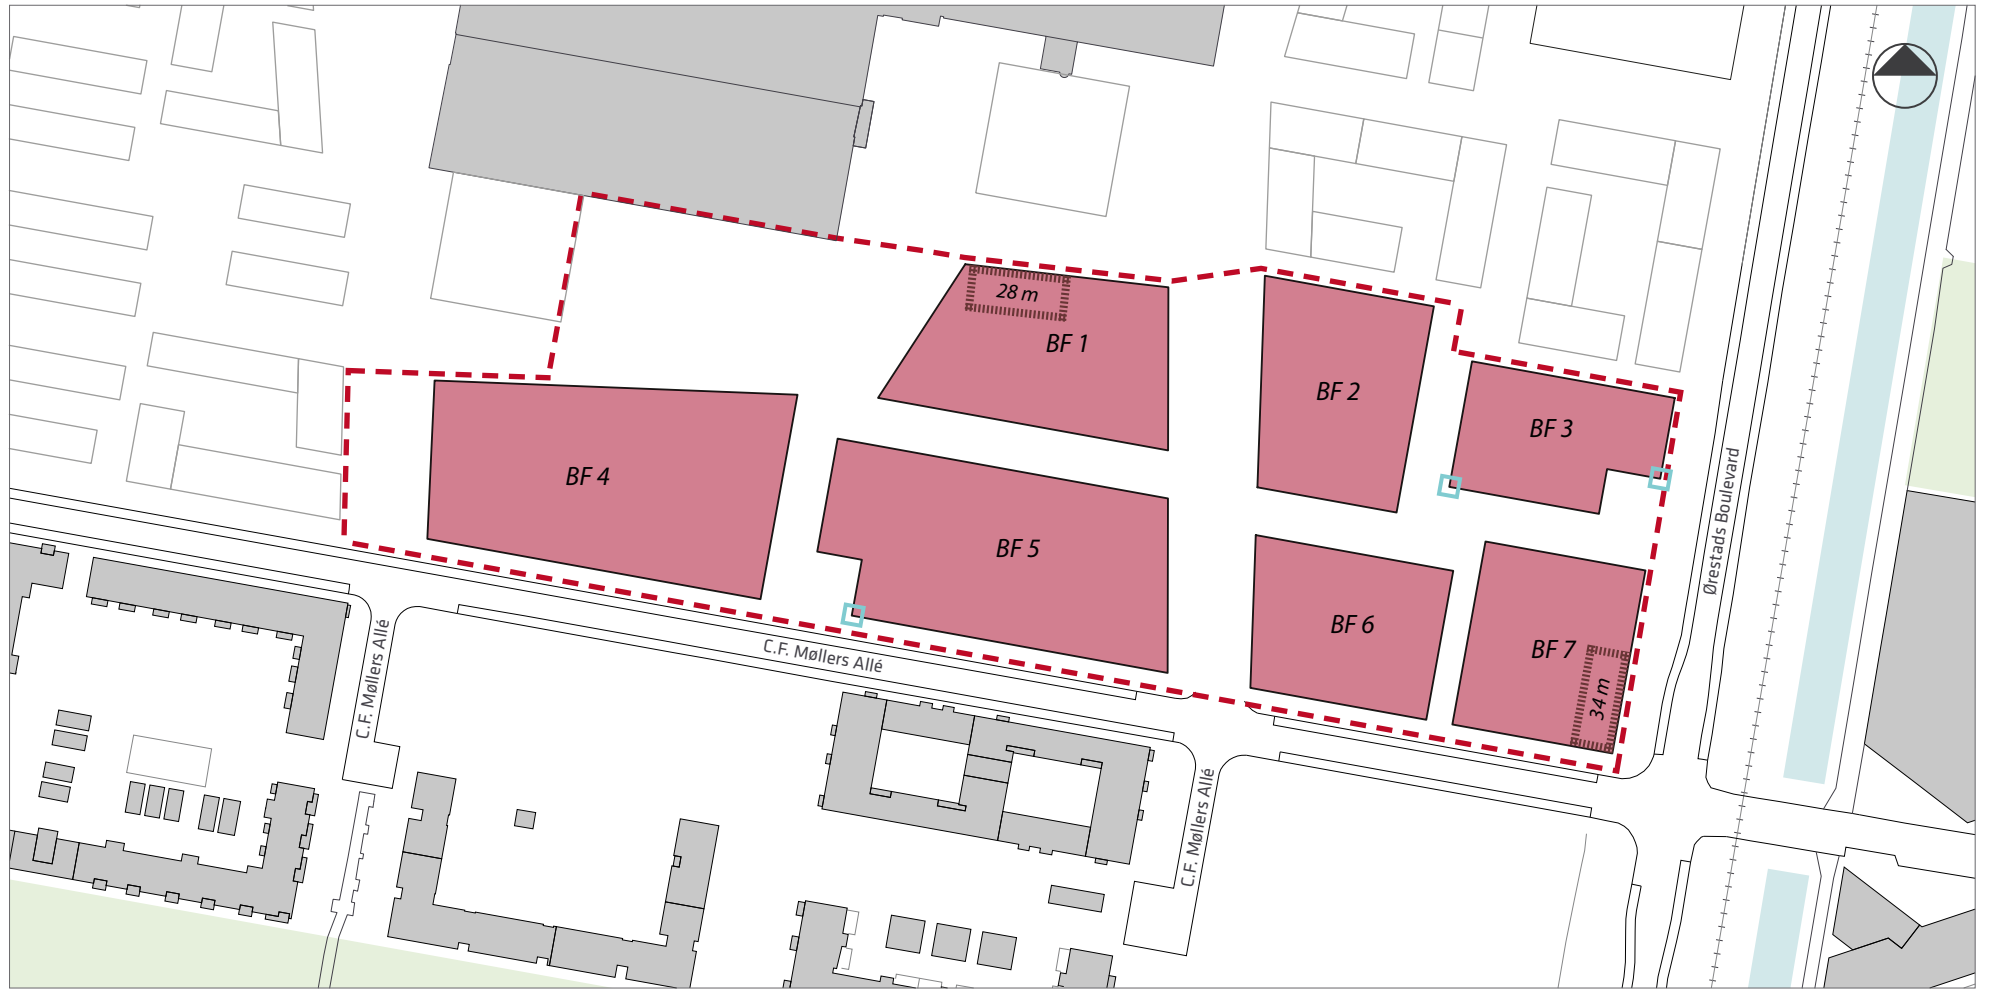 28 m
BF 1
BF 2
BF 3
BF 4
BF 5
BF 6
BF 7
34 m
Ørestads Boulevard
C.F. Møllers Allé
C.F. Møllers Allé
C.F. Møllers Allé